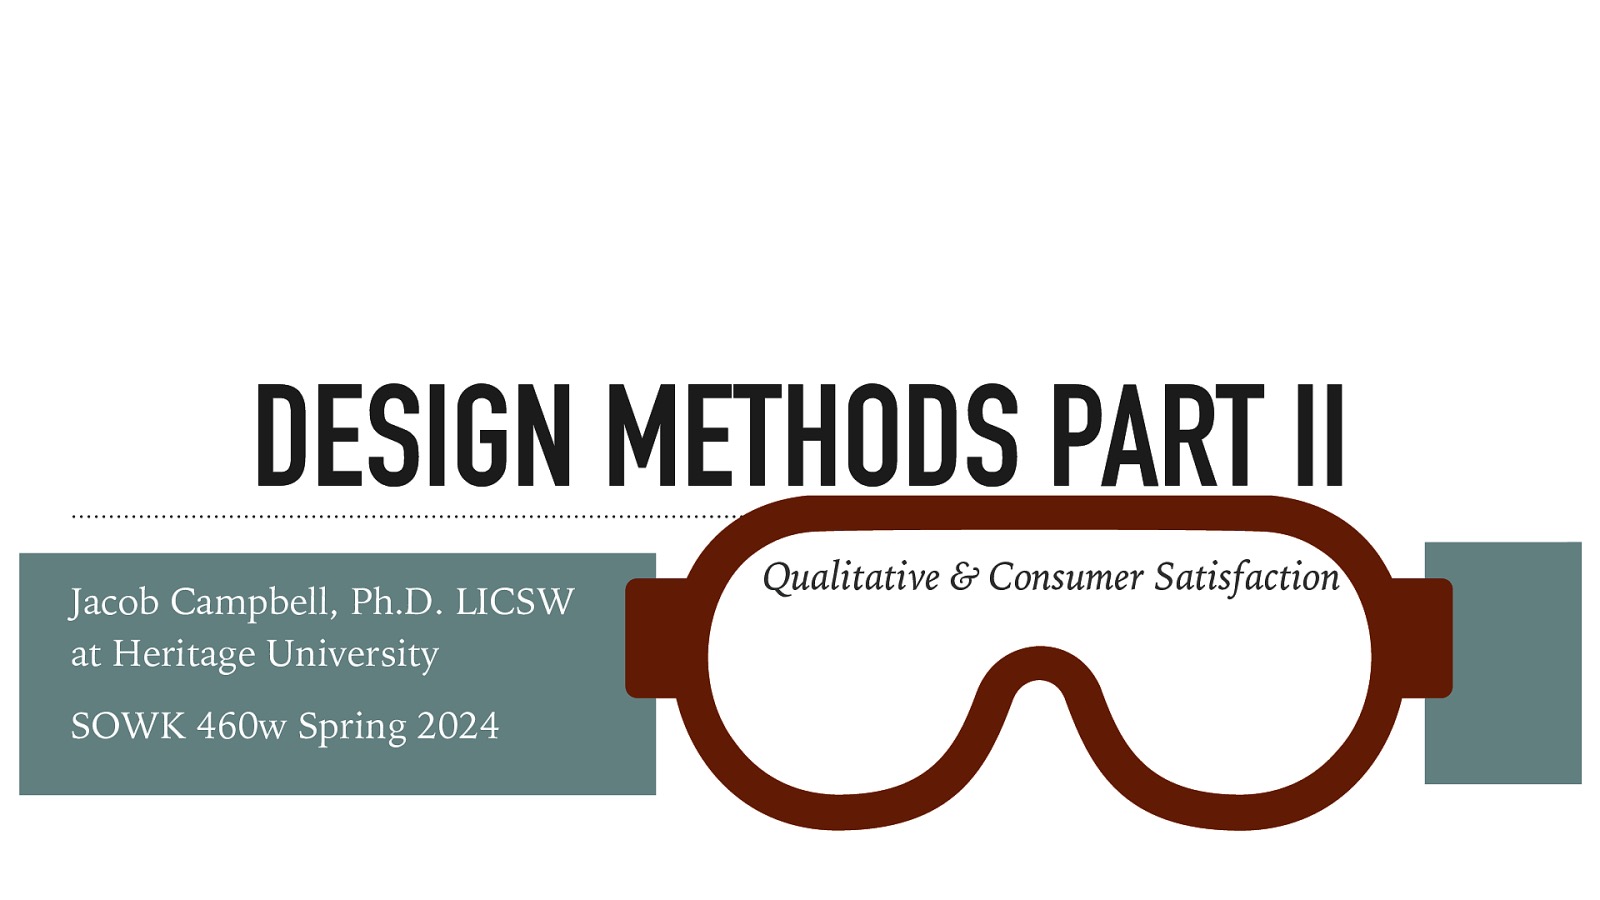 DESIGN METHODS PART II
Qualitative & Consumer Satisfaction
Jacob Campbell, Ph.D. LICSW
at Heritage University
SOWK 460w Spring 2024